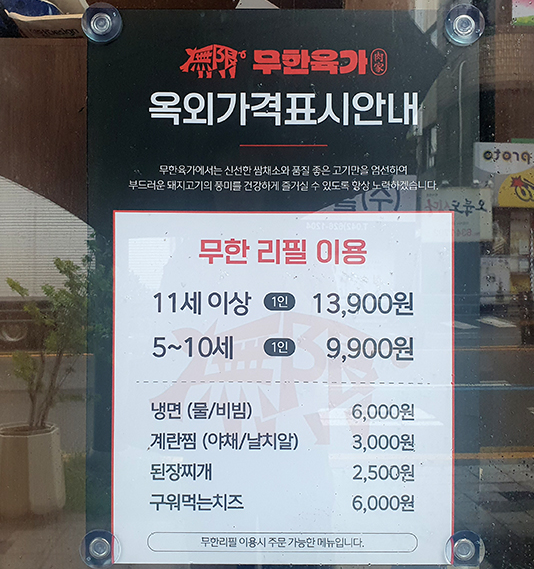 無限 무한육가 肉家
옥외가격표시안내
무한육가에서는 신선한 쌈채소와 품질 좋은 고기만을 엄선하여
부드러운 돼지고기의 풍미를 건강하게 즐기실 수 있도록 항상 노력하겠습니다.
무한 리필 이용
11세 이상 1인 13,900원
5~10세 1인 9,900원
냉면 (물/비빔) 6,000원
계란찜 (야채/날치알) 3,000원
된장찌개 2,500원
구워먹는치즈 6,000원
무한리필 이용시 주문 가능한 메뉴입니다.
proto